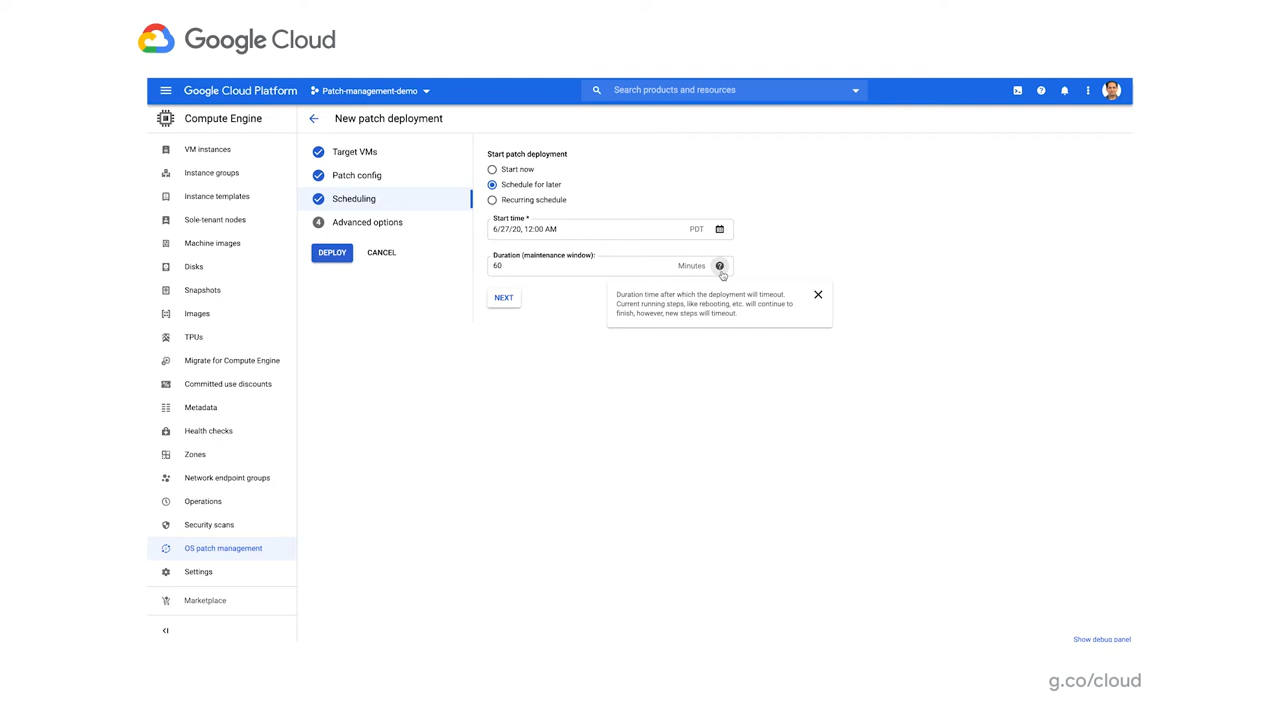 Google Cloud
Google Cloud Platform
Patch-management-demo
Search products and resources
Compute Engine
New patch deployment
VM instances
Instance groups
Instance templates
Sole-tenant nodes
Machine images
Disks
Snapshots
Images
TPUs
Migrate for Compute Engine
Committed use discounts
Metadata
Health checks
Zones
Network endpoint groups
Operations
Security scans
OS patch management
Settings
Marketplace
Target VMs
Patch config
Scheduling
4 Advanced options
DEPLOY CANCEL
Start patch deployment
Start now
Schedule for later
Recurring schedule
Start time *
6/27/20, 12:00 AM PDT
Duration (maintenance window):
60 Minutes
NEXT
Duration time after which the deployment will timeout.
Current running steps, like rebooting, etc. will continue to
finish, however, new steps will timeout.
Show debug panel
g.co/cloud